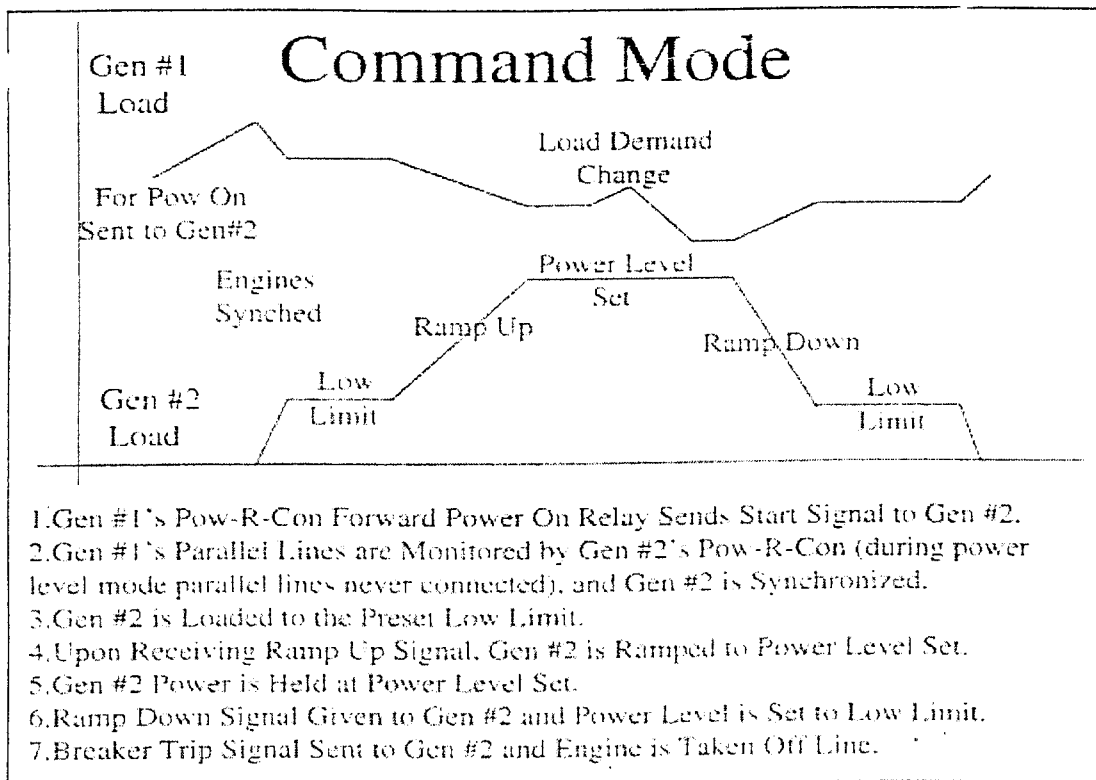 Command Mode
Gen #1
Load
Load Demand
Change
For Pow On
Sent to Gen#2
Engines
Synched
Power Level
Set
Ramp Up
Ramp Down
Gen #2
Load
Low
Limit
Low
Limit
1.Gen #1's Pow-R-Con Forward Power On Relay Sends Start Signal to Gen #2.
2.Gen #1's Parallel Lines are Monitored by Gen #2's Pow-R-Con (during power
level mode parallel lines never connected), and Gen #2 is Synchronized.
3.Gen #2 is Loaded to the Preset Low Limit.
4.Upon Receiving Ramp Up Signal, Gen #2 is Ramped to Power Level Set.
5.Gen #2 Power is Held at Power Level Set.
6.Ramp Down Signal Given to Gen #2 and Power Level is Set to Low Limit.
7.Breaker Trip Signal Sent to Gen #2 and Engine is Taken Off Line.